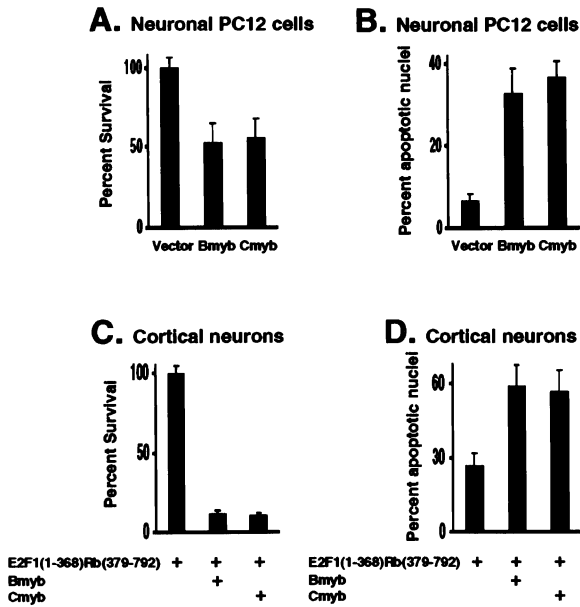 A. Neuronal PC12 cells
Percent Survival
100
50
0
Vector Bmyb Cmyb
B. Neuronal PC12 cells
Percent apoptotic nuclei
40
20
0
Vector Bmyb Cmyb
C. Cortical neurons
Percent Survival
100
50
0
E2F1(1-368)Rb(379-792) + + +
Bmyb +
Cmyb +
D. Cortical neurons
Percent apoptotic nuclei
60
30
0
E2F1(1-368)Rb(379-792) + + +
Bmyb +
Cmyb +